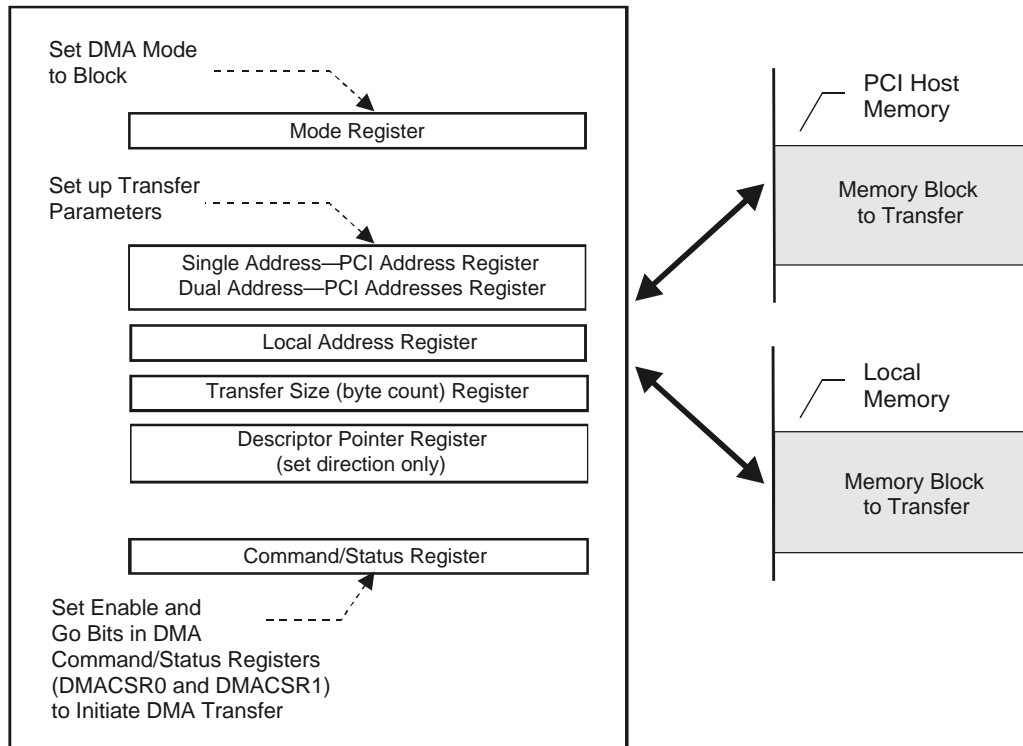 Set DMA Mode
to Block
Mode Register
Set up Transfer
Parameters
Single Address—PCI Address Register
Dual Address—PCI Addresses Register
Local Address Register
Transfer Size (byte count) Register
Descriptor Pointer Register
(set direction only)
Command/Status Register
Set Enable and
Go Bits in DMA
Command/Status Registers
(DMACSR0 and DMACSR1)
to Initiate DMA Transfer
PCI Host
Memory
Memory Block
to Transfer
Local
Memory
Memory Block
to Transfer